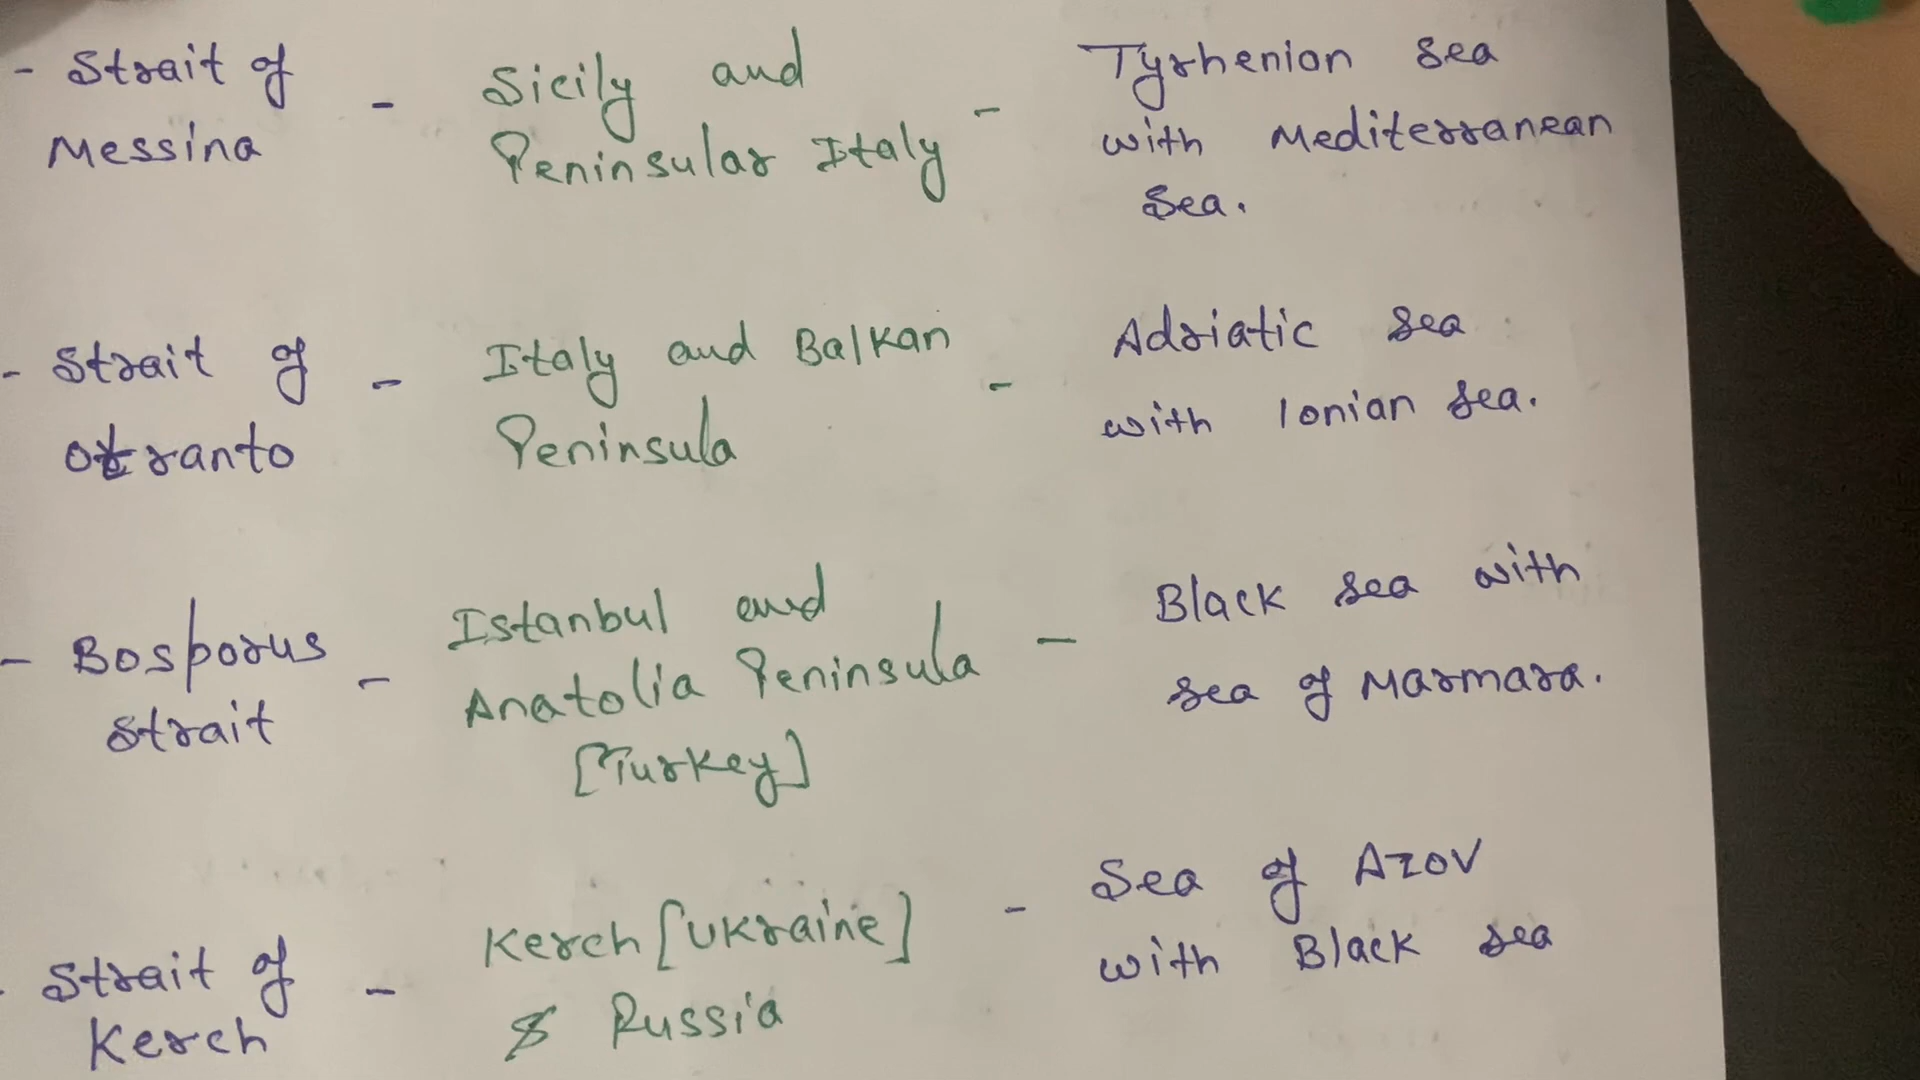 - Strait of Messina - Sicily and Peninsular Italy - Tyrhenion Sea with Mediterranean Sea.
- Strait of Otranto - Italy and Balkan Peninsula - Adriatic Sea with Ionian Sea.
- Bosporus Strait - Istanbul and Anatolia Peninsula [Turkey] - Black Sea with Sea of Marmara.
- Strait of Kerch - Kerch [Ukraine] & Russia - Sea of Azov with Black Sea